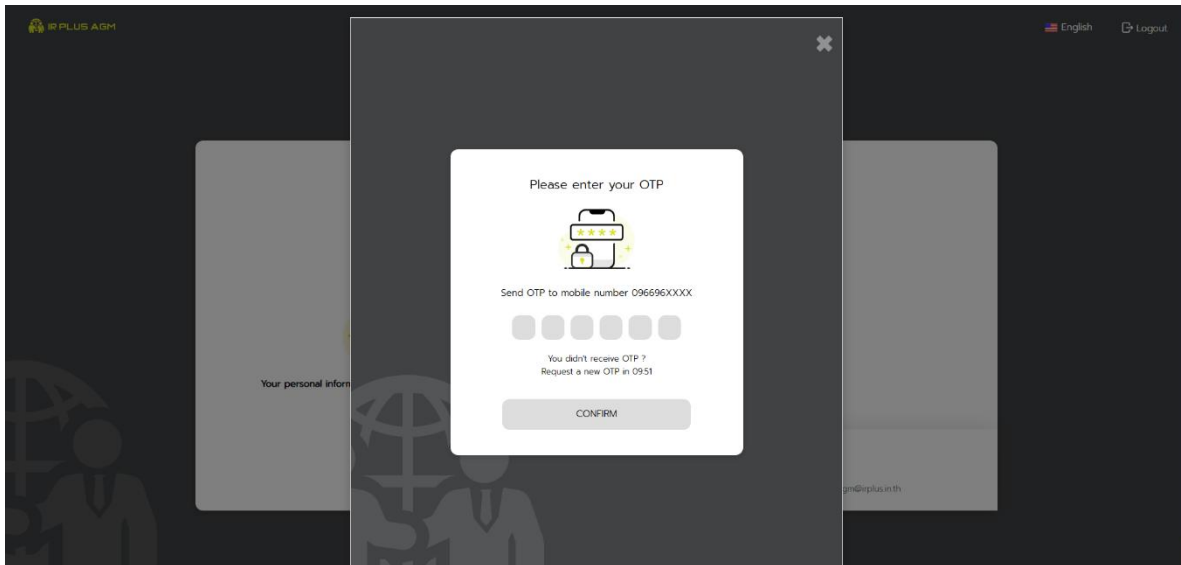 IR PLUS AGM
English
Logout
Please enter your OTP
****
Send OTP to mobile number 096696XXXX
You didn't receive OTP ?
Request a new OTP in 09:51
Your personal inform
CONFIRM
gm@irplus.in.th